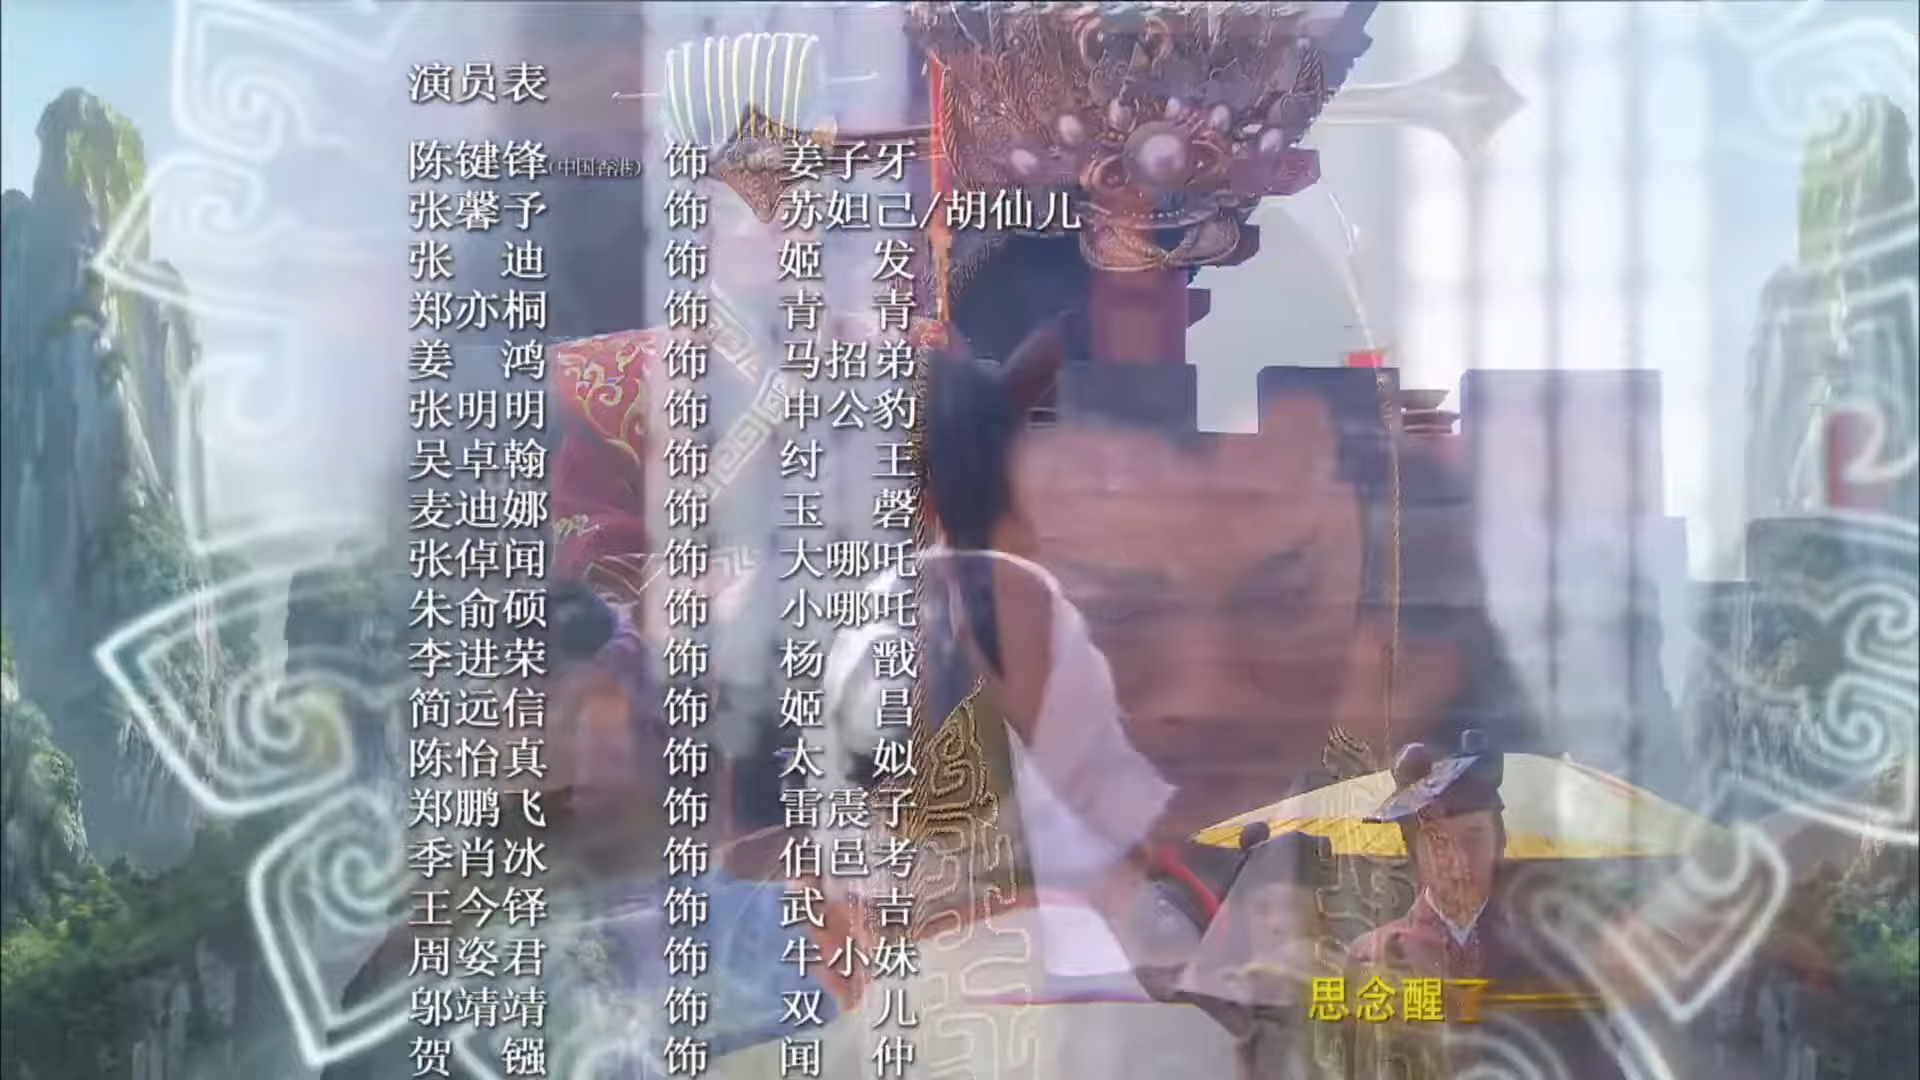 演员表
陈键锋(中国香港) 饰 姜子牙
张馨予 饰 苏妲己/胡仙儿
张迪 饰 姬发
郑亦桐 饰 青青
姜鸿 饰 马招弟
张明明 饰 申公豹
吴卓翰 饰 纣王
麦迪娜 饰 玉磬
张倬闻 饰 大哪吒
朱俞硕 饰 小哪吒
李进荣 饰 杨戬
简远信 饰 姬昌
陈怡真 饰 太姒
郑鹏飞 饰 雷震子
季肖冰 饰 伯邑考
王今铎 饰 武吉
周姿君 饰 牛小妹
邬靖靖 饰 双儿
贺镪 饰 闻仲
思念醒了